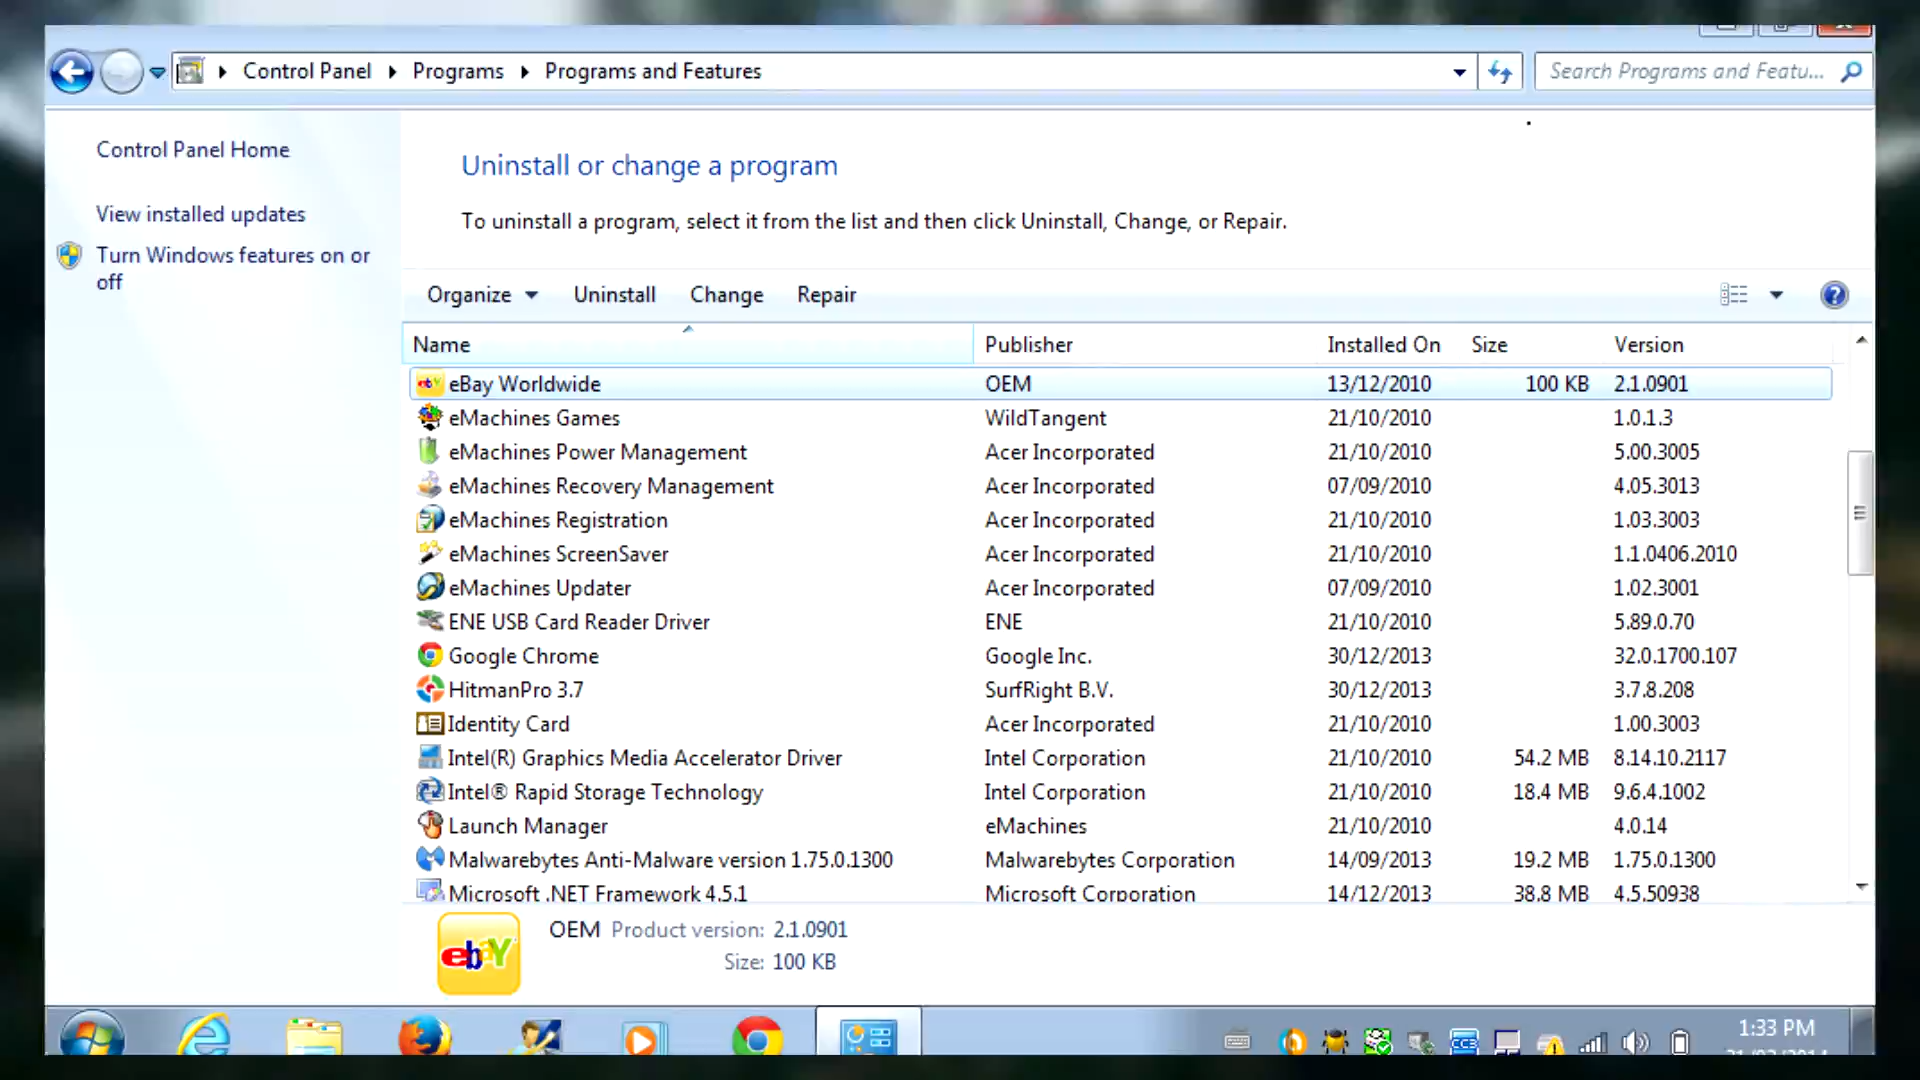 Control Panel Programs Programs and Features
Search Programs and Featu...
Control Panel Home
View installed updates
Turn Windows features on or
off
Uninstall or change a program
To uninstall a program, select it from the list and then click Uninstall, Change, or Repair.
Organize Uninstall Change Repair
Name Publisher Installed On Size Version
eBay Worldwide OEM 13/12/2010 100 KB 2.1.0901
eMachines Games WildTangent 21/10/2010 1.0.1.3
eMachines Power Management Acer Incorporated 21/10/2010 5.00.3005
eMachines Recovery Management Acer Incorporated 07/09/2010 4.05.3013
eMachines Registration Acer Incorporated 21/10/2010 1.03.3003
eMachines ScreenSaver Acer Incorporated 21/10/2010 1.1.0406.2010
eMachines Updater Acer Incorporated 07/09/2010 1.02.3001
ENE USB Card Reader Driver ENE 21/10/2010 5.89.0.70
Google Chrome Google Inc. 30/12/2013 32.0.1700.107
HitmanPro 3.7 SurfRight B.V. 30/12/2013 3.7.8.208
Identity Card Acer Incorporated 21/10/2010 1.00.3003
Intel(R) Graphics Media Accelerator Driver Intel Corporation 21/10/2010 54.2 MB 8.14.10.2117
Intel® Rapid Storage Technology Intel Corporation 21/10/2010 18.4 MB 9.6.4.1002
Launch Manager eMachines 21/10/2010 4.0.14
Malwarebytes Anti-Malware version 1.75.0.1300 Malwarebytes Corporation 14/09/2013 19.2 MB 1.75.0.1300
Microsoft .NET Framework 4.5.1 Microsoft Corporation 14/12/2013 38.8 MB 4.5.50938
ebaY
OEM Product version: 2.1.0901
Size: 100 KB
CCB
1:33 PM